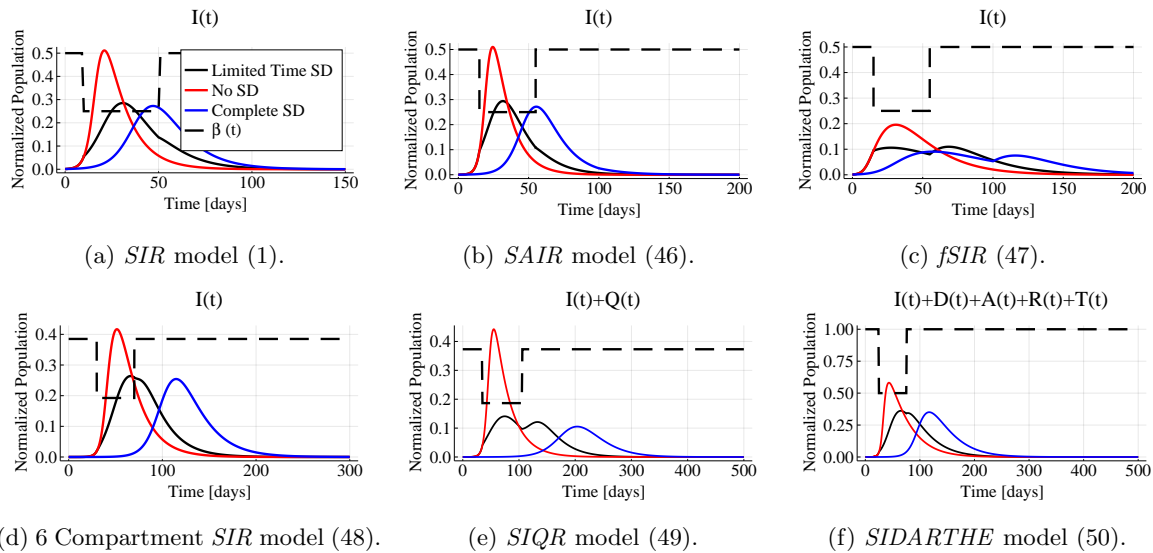 I(t)
I(t)
I(t)
Normalized Population
0.5
0.4
0.3
0.2
0.1
0.0
Limited Time SD
No SD
Complete SD
β (t)
0
50
100
150
Time [days]
Normalized Population
0.5
0.4
0.3
0.2
0.1
0.0
0
50
100
150
200
Time [days]
Normalized Population
0.5
0.4
0.3
0.2
0.1
0.0
0
50
100
150
200
Time [days]
(a) SIR model (1).
(b) SAIR model (46).
(c) fSIR (47).
I(t)
I(t)+Q(t)
I(t)+D(t)+A(t)+R(t)+T(t)
Normalized Population
0.4
0.3
0.2
0.1
0.0
0
100
200
300
Time [days]
Normalized Population
0.4
0.3
0.2
0.1
0.0
0
100
200
300
400
500
Time [days]
Normalized Population
1.00
0.75
0.50
0.25
0.00
0
100
200
300
400
500
Time [days]
d) 6 Compartment SIR model (48).
(e) SIQR model (49).
(f) SIDARTHE model (50).